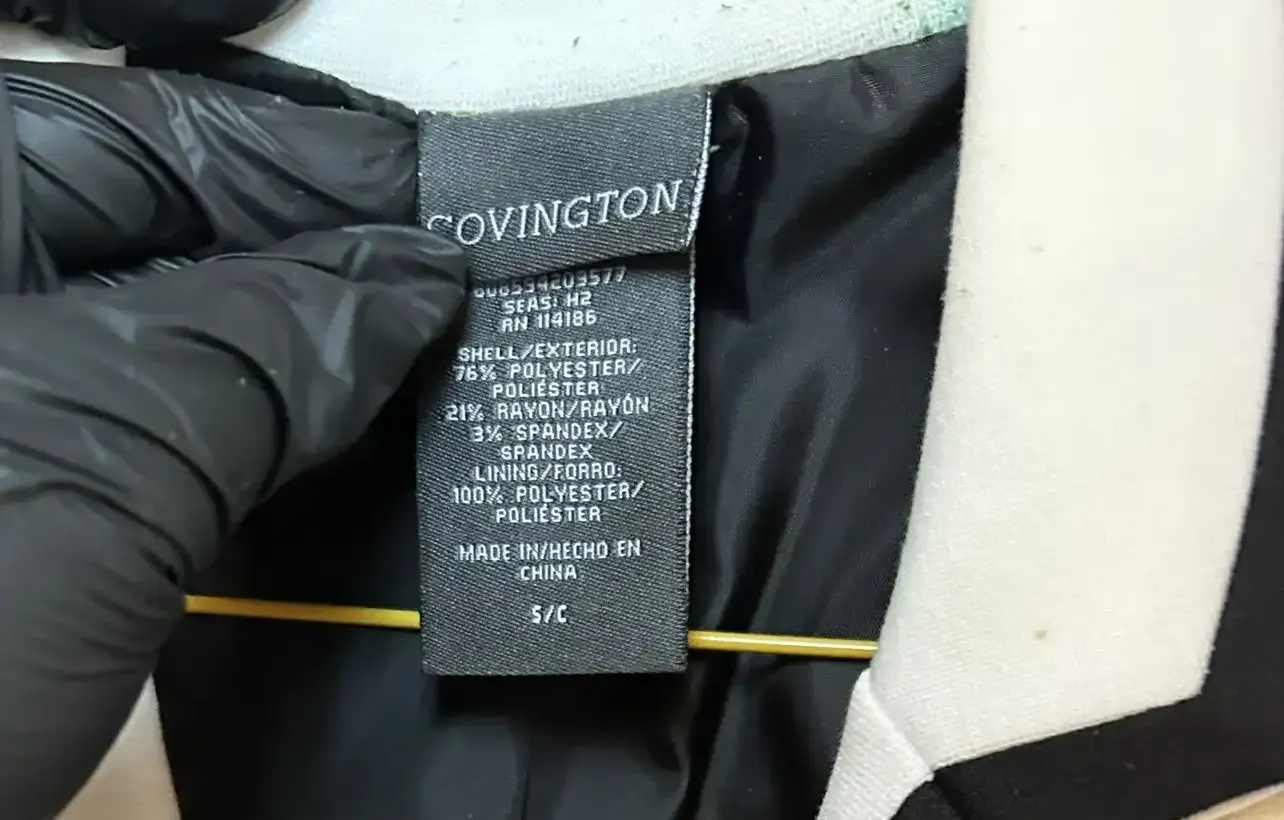 COVINGTON
808594209577
SEAS: H2
RN 114186
SHELL/EXTERIOR:
76% POLYESTER/
POLIÉSTER
21% RAYON/RAYÓN
3% SPANDEX/
SPANDEX
LINING/FORRO:
100% POLYESTER/
POLIÉSTER
MADE IN/HECHO EN
CHINA
S/C